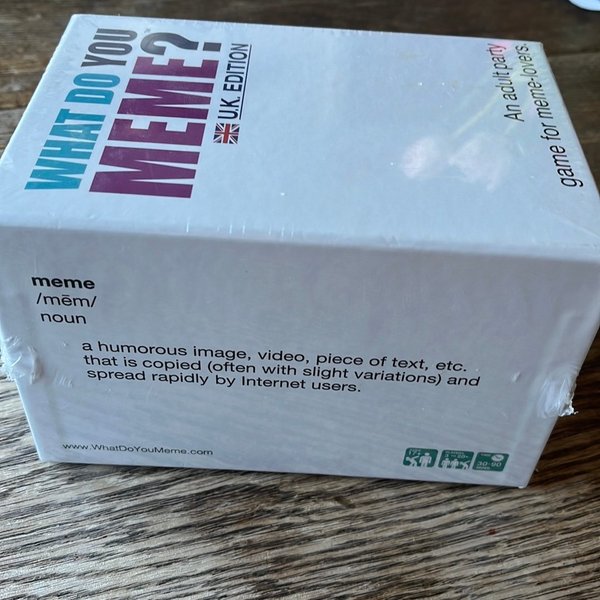 WHAT DO YOU
MEME?
U.K. EDITION
An adult party
game for meme-lovers.
meme
/mēm/
noun
a humorous image, video, piece of text, etc.
that is copied (often with slight variations) and
spread rapidly by Internet users.
www.WhatDoYouMeme.com
30-90